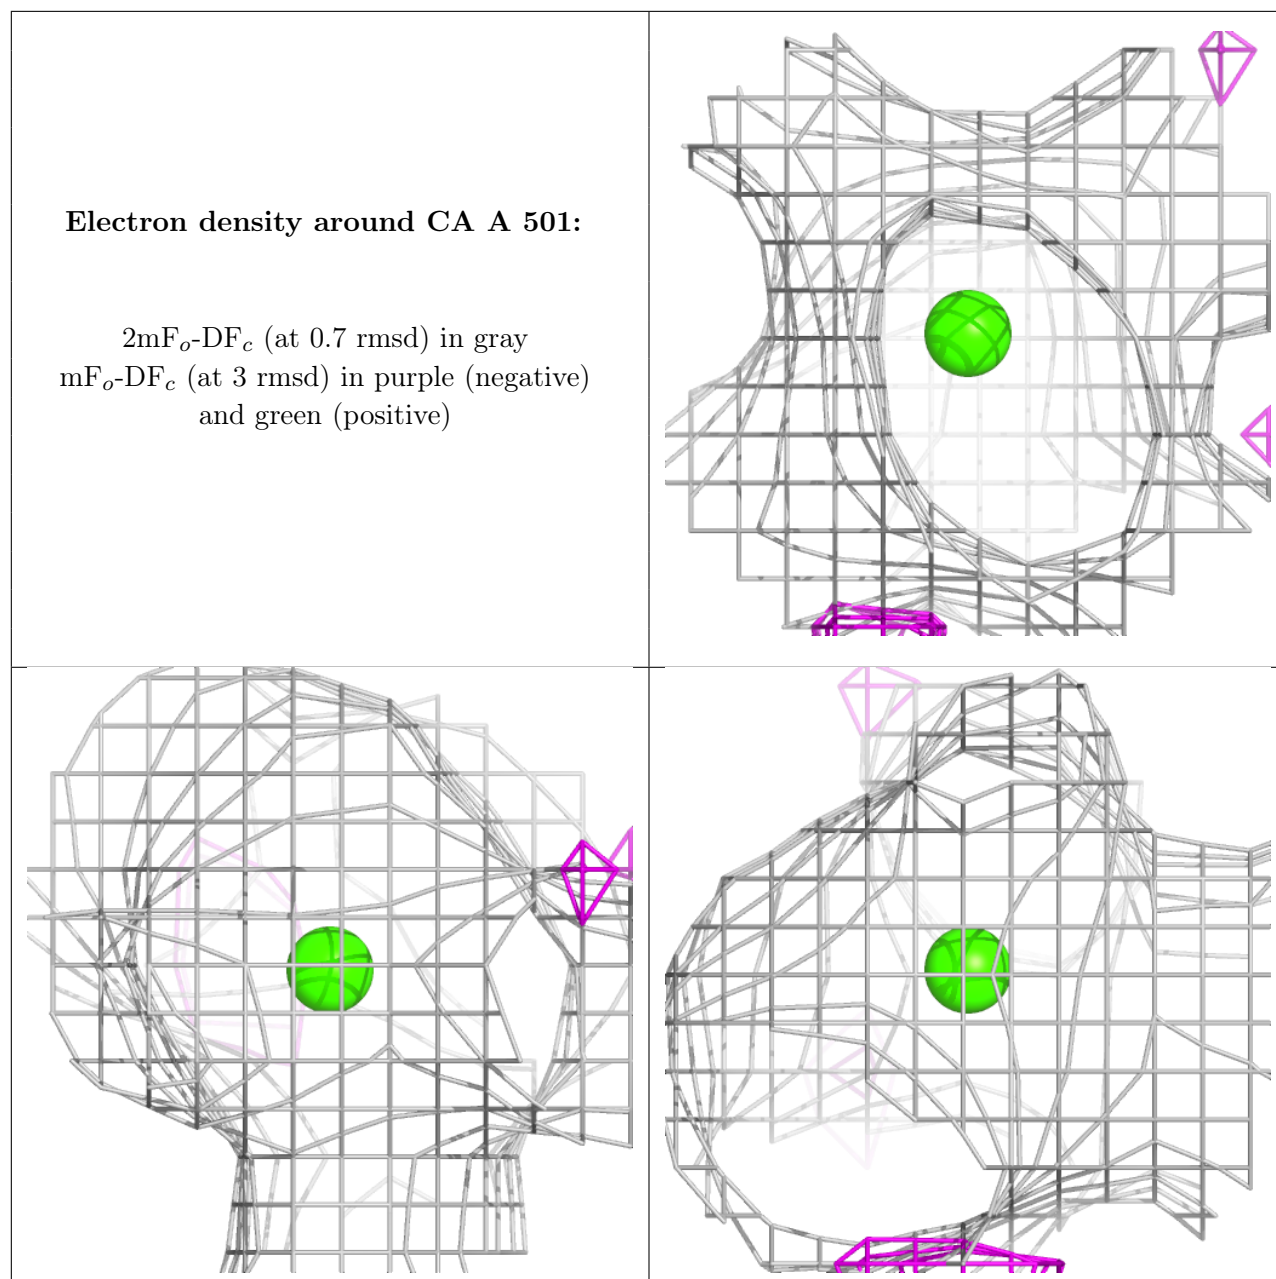 Electron density around CA A 501:
2mFo-DFc (at 0.7 rmsd) in gray
mFo-DFc (at 3 rmsd) in purple (negative)
and green (positive)